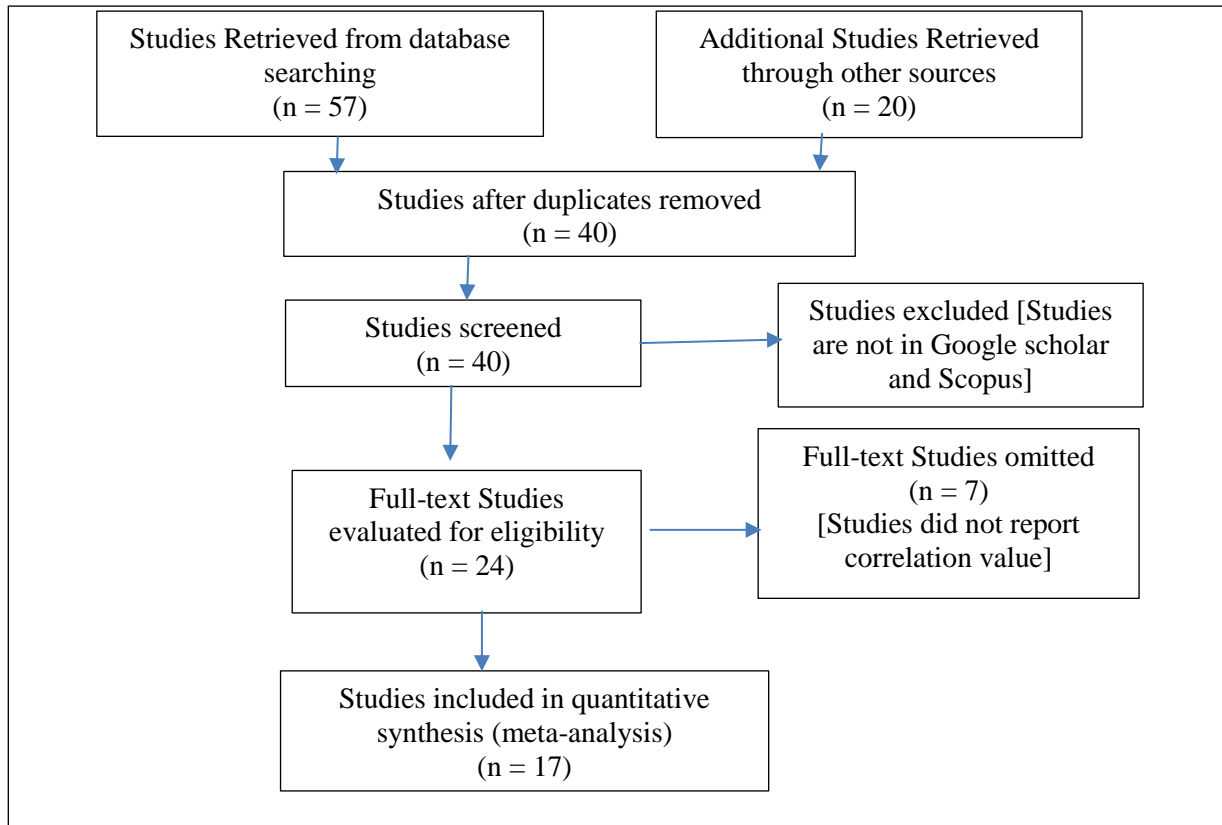 Studies Retrieved from database
searching
(n = 57)
Additional Studies Retrieved
through other sources
(n = 20)
Studies after duplicates removed
(n = 40)
Studies screened
(n = 40)
Studies excluded [Studies
are not in Google scholar
and Scopus]
Full-text Studies
evaluated for eligibility
(n = 24)
Full-text Studies omitted
(n = 7)
[Studies did not report
correlation value]
Studies included in quantitative
synthesis (meta-analysis)
(n = 17)